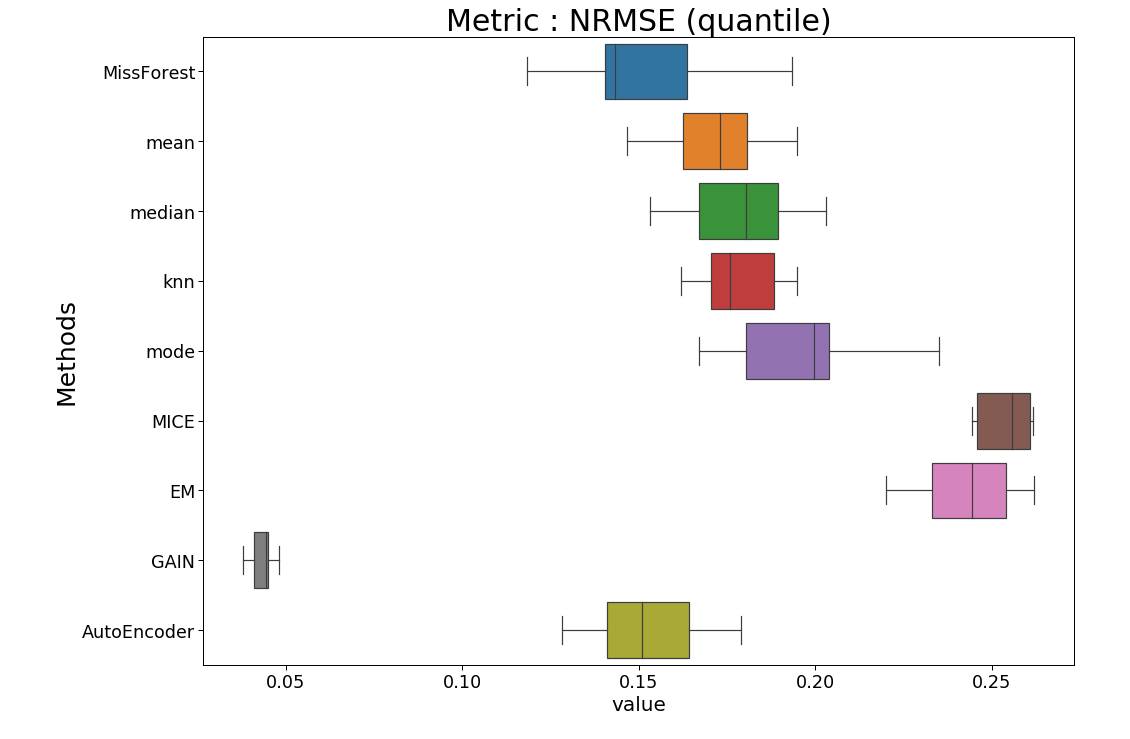 Metric : NRMSE (quantile)
Methods
MissForest
mean
median
knn
mode
MICE
EM
GAIN
AutoEncoder
0.05 0.10 0.15 0.20 0.25
value